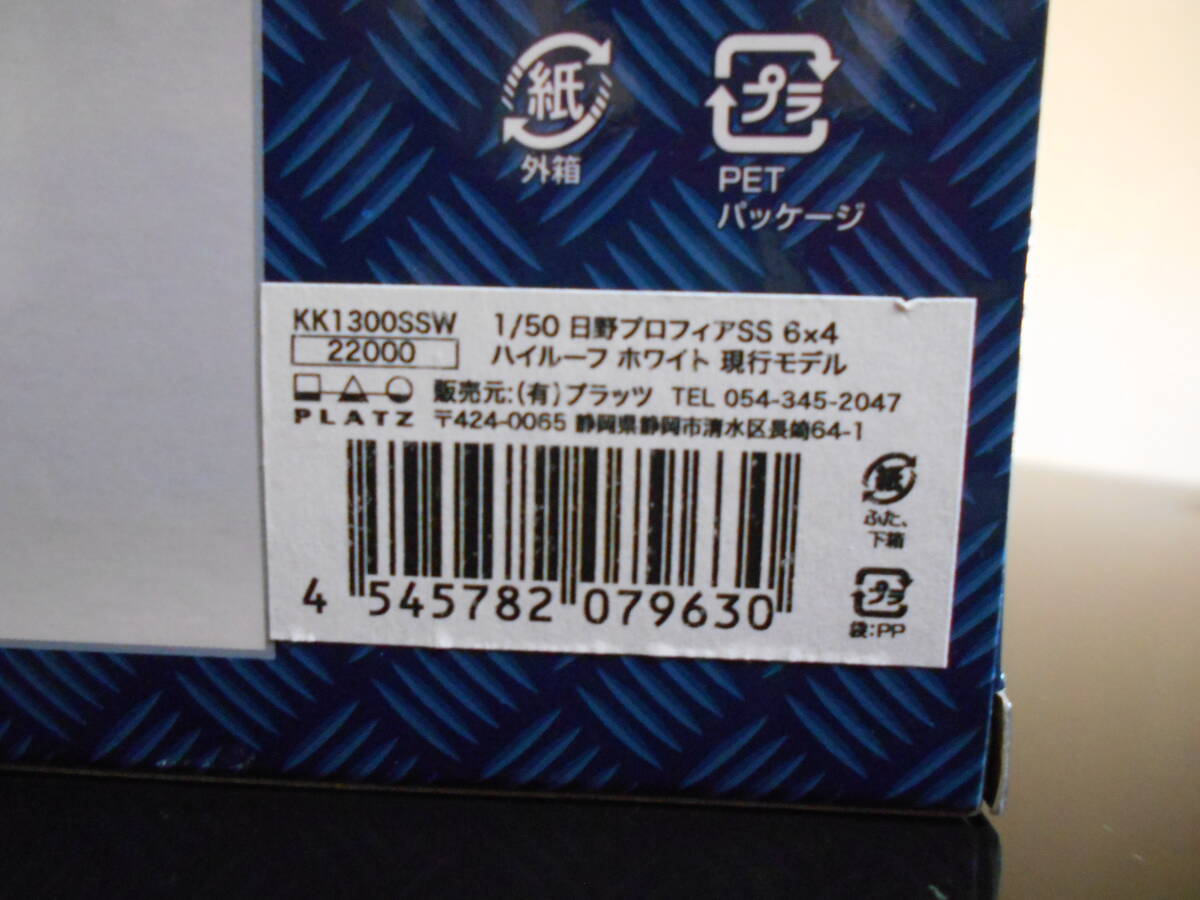 紙
外箱
プラ
PET
パッケージ
KK1300SSW 1/50 日野プロフィアSS 6×4
22000 ハイルーフ ホワイト 現行モデル
販売元:(有)プラッツ TEL 054-345-2047
PLATZ 〒424-0065 静岡県静岡市清水区長崎64-1
紙
ふた、
下箱
プラ
袋:PP
4 545782 079630